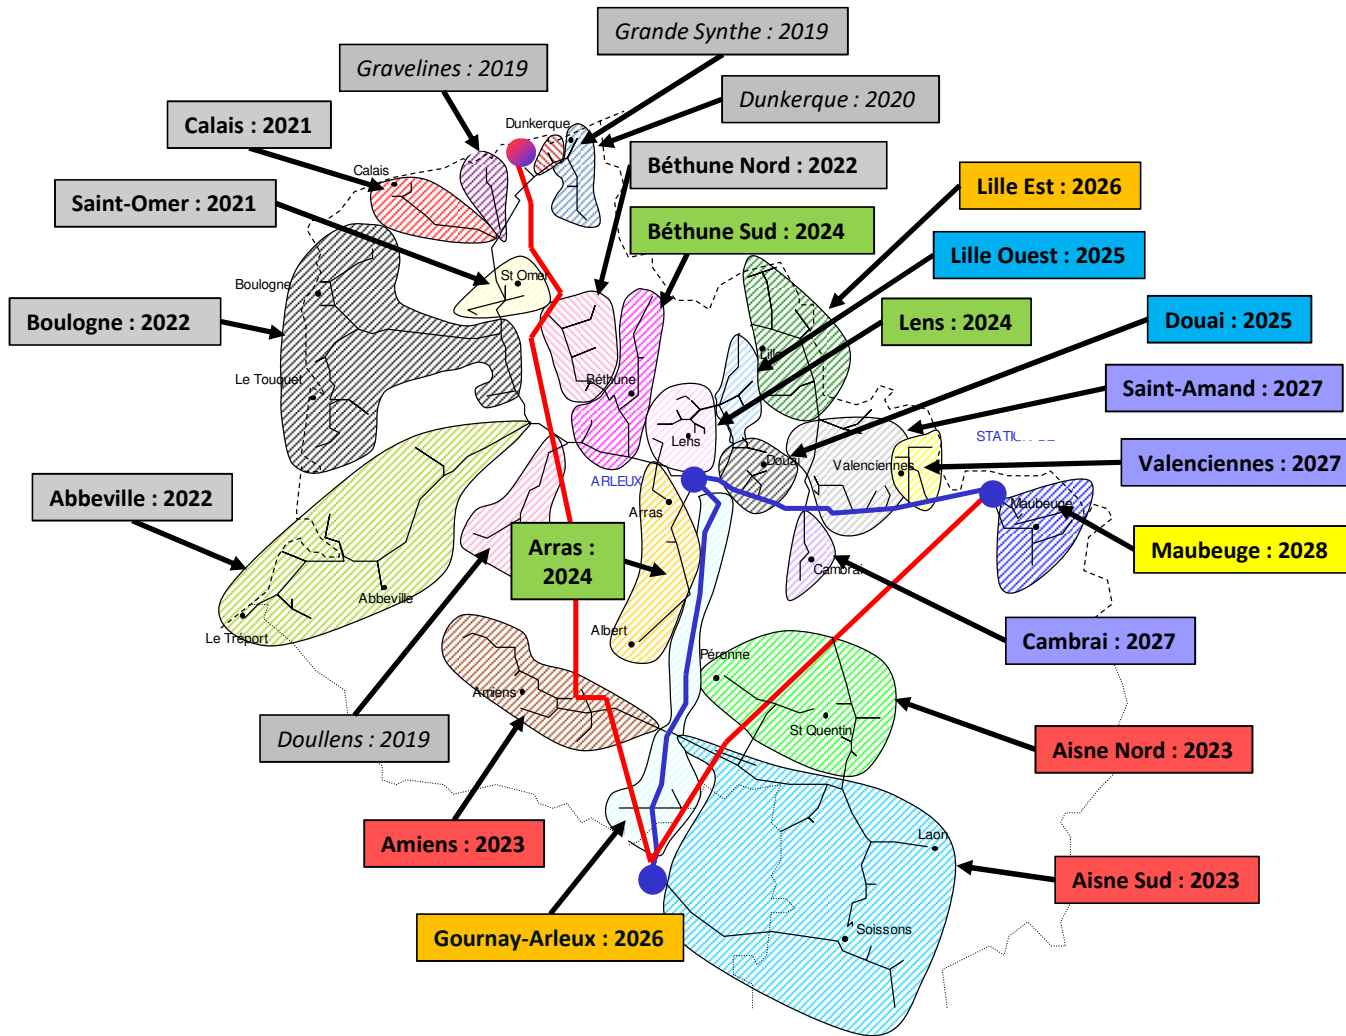 Grande Synthe : 2019
Gravelines : 2019
Dunkerque : 2020
Calais : 2021
Dunkerque
Béthune Nord : 2022
Calais
Lille Est : 2026
Saint-Omer : 2021
Béthune Sud : 2024
Lille Ouest : 2025
St Omer
Boulogne
Boulogne : 2022
Lens : 2024
Douai : 2025
Lille
Le Touquet
Béthune
Saint-Amand : 2027
Lens
Douai
Valenciennes
Valenciennes : 2027
ARLEUX
Abbeville : 2022
Arras
Maubeuge
Arras :
2024
Maubeuge : 2028
Cambrai
Abbeville
Le Tréport
Albert
Cambrai : 2027
Péronne
Amiens
St Quentin
Doullens : 2019
Aisne Nord : 2023
Amiens : 2023
Laon
Aisne Sud : 2023
Gournay-Arleux : 2026
Soissons